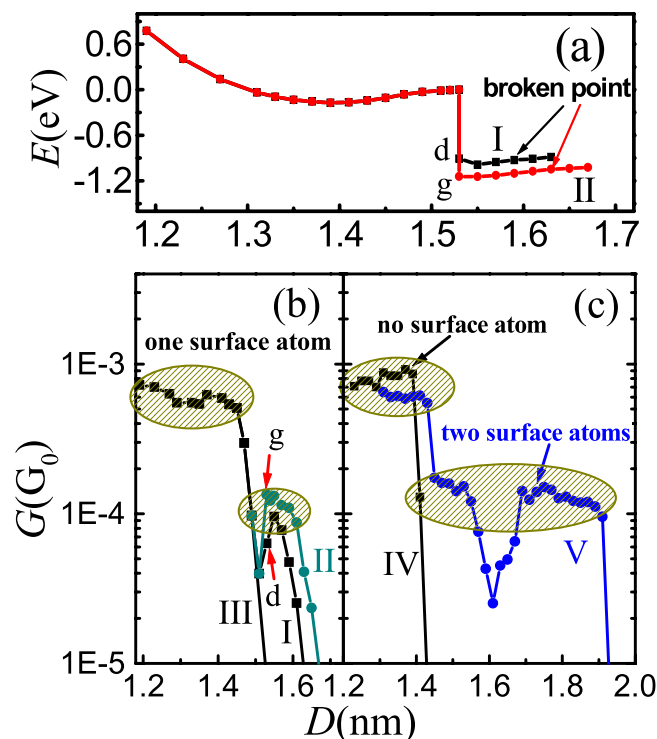 (a)
E(eV)
0.6
0.0
-0.6
-1.2
broken point
d
I
g
II
1.2 1.3 1.4 1.5 1.6 1.7
(b)
(c)
one surface atom
no surface atom
two surface atoms
G(G0)
1E-3
1E-4
1E-5
g
d
III
I
II
IV
V
1.2 1.4 1.6 1.2 1.4 1.6 1.8 2.0
D(nm)